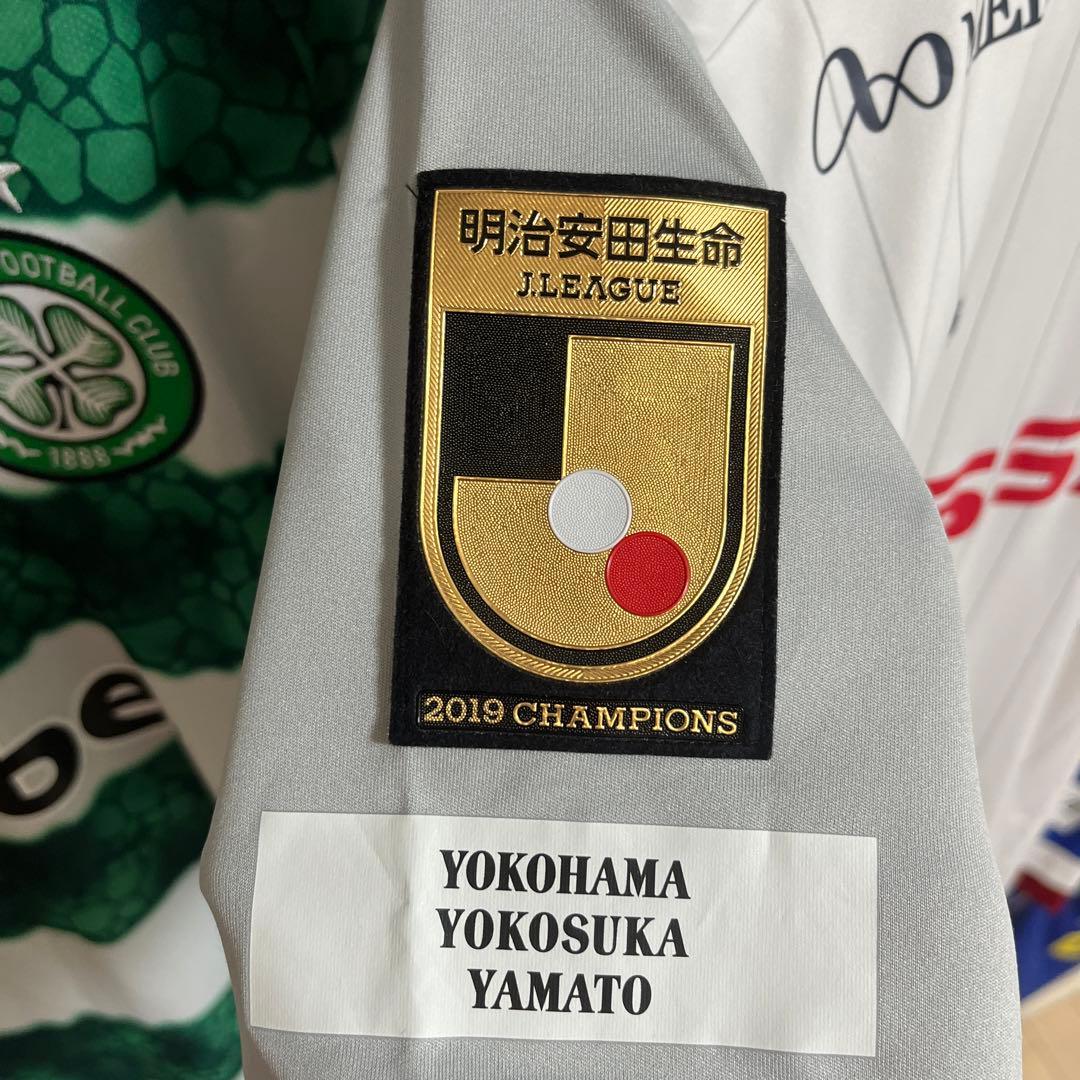 明治安田生命
J.LEAGUE
2019 CHAMPIONS
YOKOHAMA
YOKOSUKA
YAMATO
FOOTBALL CLUB
1888